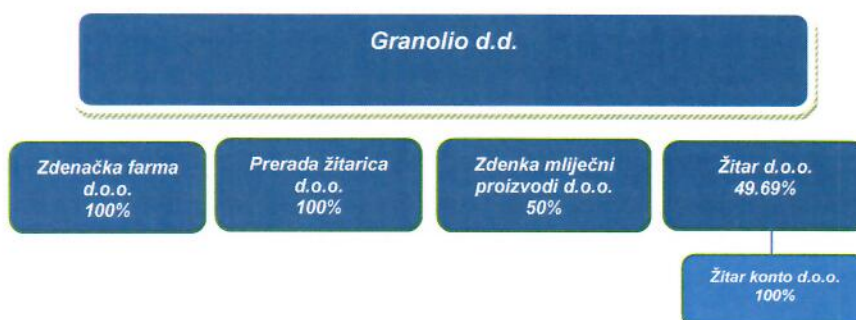 Granolio d.d.
Zdenačka farma
d.o.o.
100%
Prerada žitarica
d.o.o.
100%
Zdenka mliječni
proizvodi d.o.o.
50%
Žitar d.o.o.
49.69%
Žitar konto d.o.o.
100%